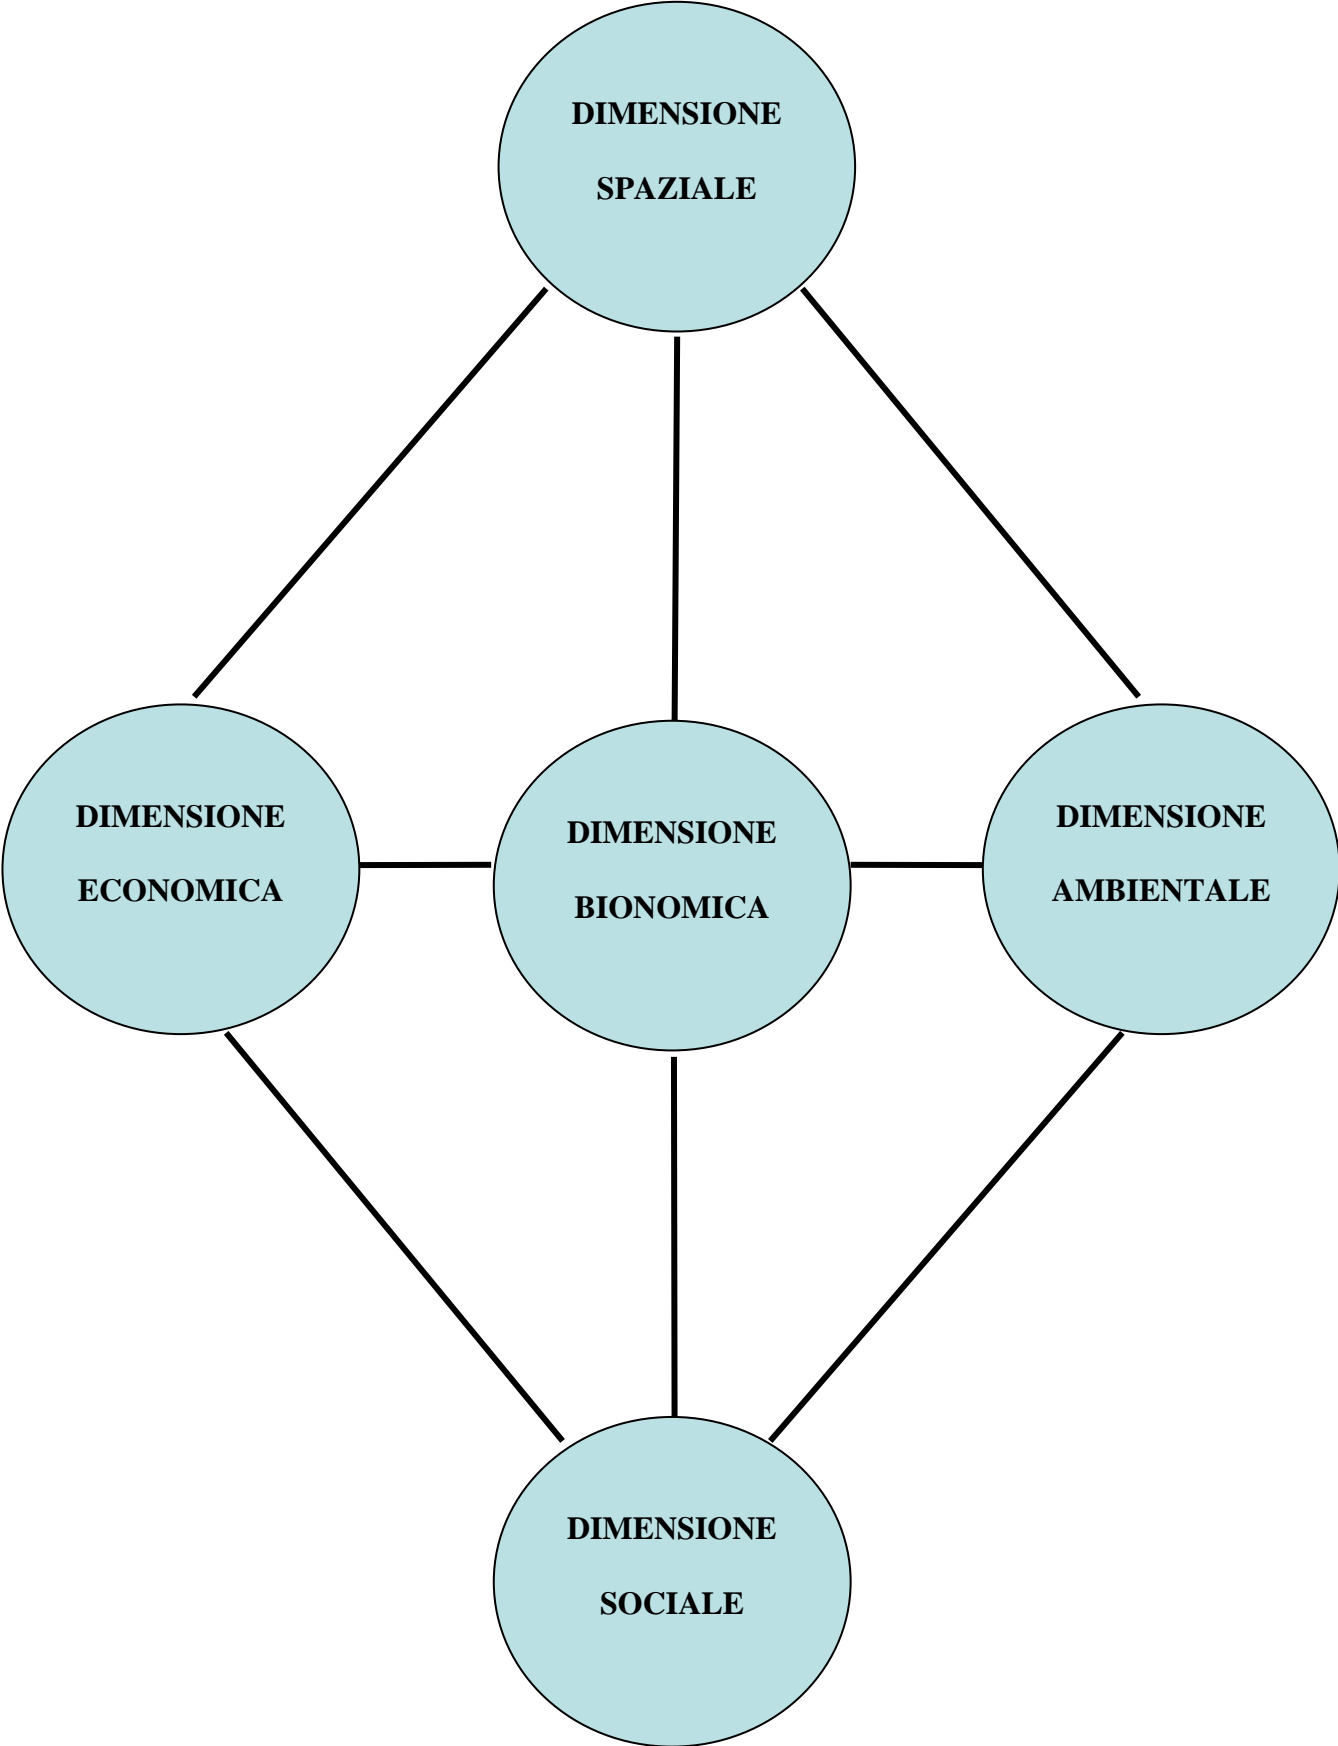 DIMENSIONE
SPAZIALE
DIMENSIONE
ECONOMICA
DIMENSIONE
BIONOMICA
DIMENSIONE
AMBIENTALE
DIMENSIONE
SOCIALE